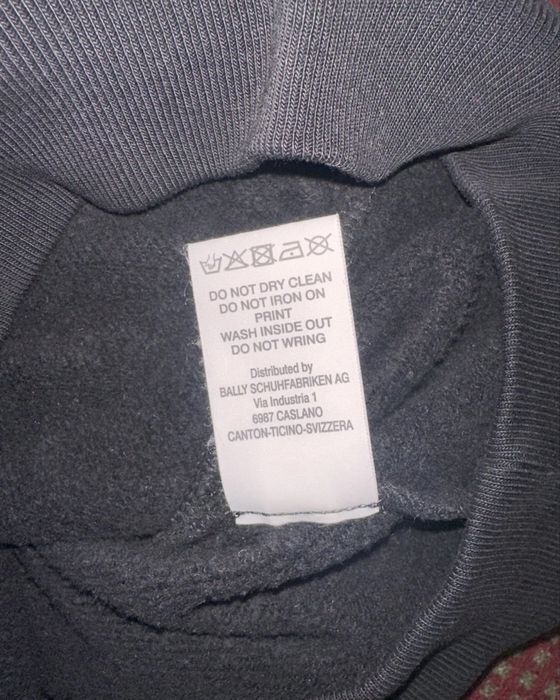 DO NOT DRY CLEAN
DO NOT IRON ON
PRINT
WASH INSIDE OUT
DO NOT WRING
Distributed by
BALLY SCHUHFABRIKEN AG
Via Industria 1
6987 CASLANO
CANTON-TICINO-SVIZZERA